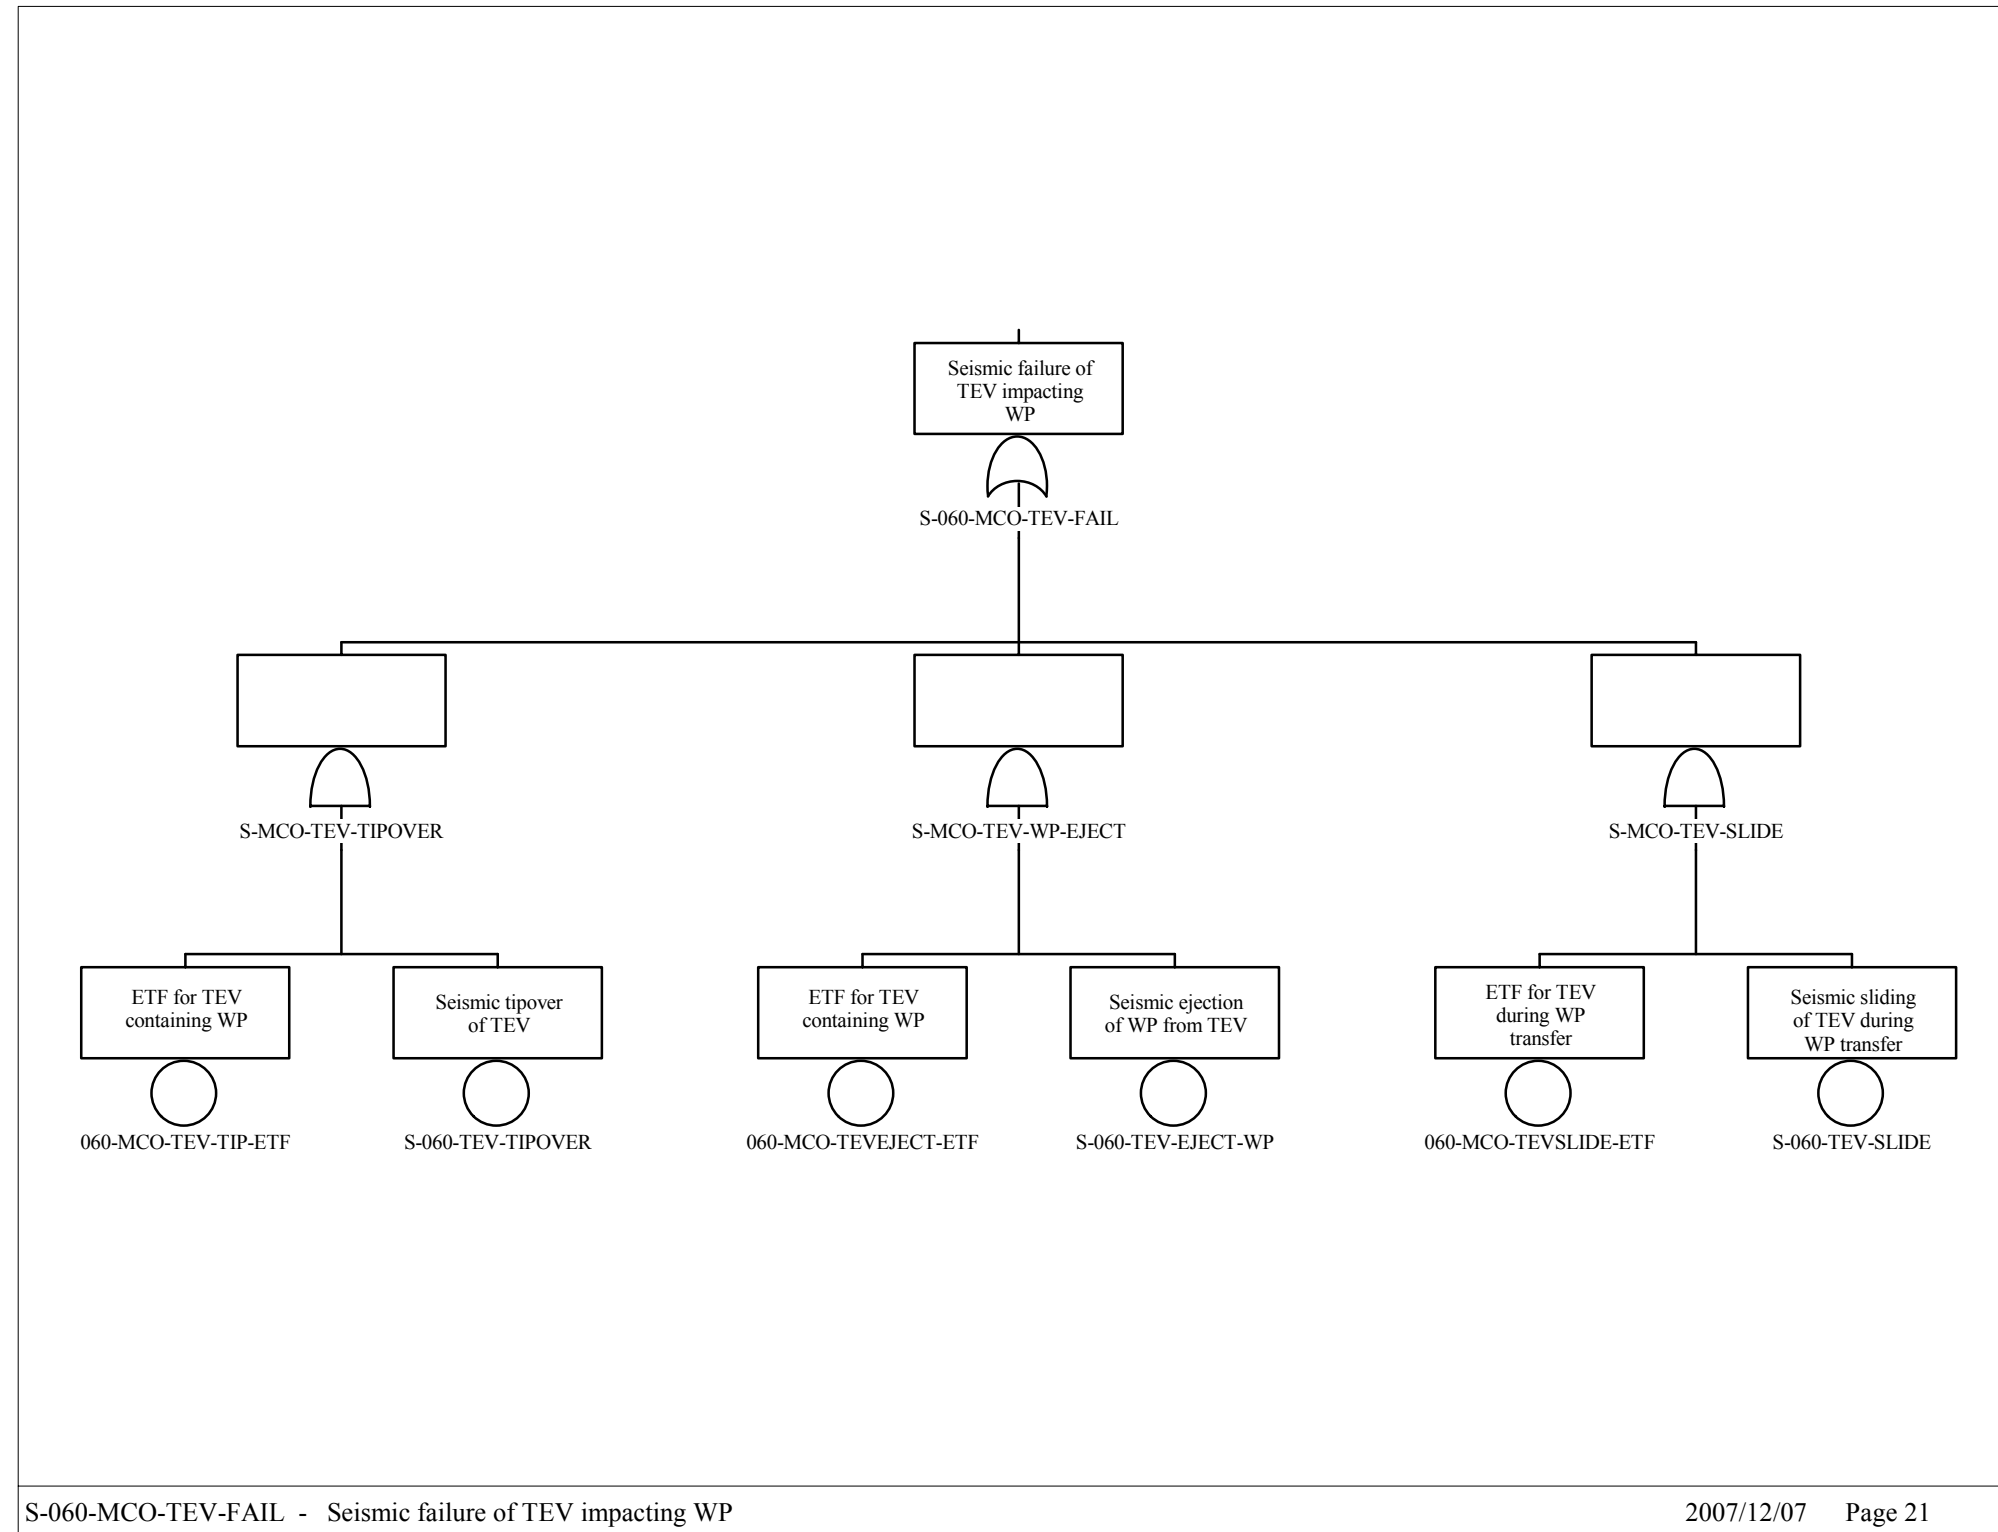 Seismic failure of
TEV impacting
WP
S-060-MCO-TEV-FAIL
S-MCO-TEV-TIPOVER
S-MCO-TEV-WP-EJECT
S-MCO-TEV-SLIDE
ETF for TEV
containing WP
060-MCO-TEV-TIP-ETF
Seismic tipover
of TEV
S-060-TEV-TIPOVER
ETF for TEV
containing WP
060-MCO-TEVEJECT-ETF
Seismic ejection
of WP from TEV
S-060-TEV-EJECT-WP
ETF for TEV
during WP
transfer
060-MCO-TEVSLIDE-ETF
Seismic sliding
of TEV during
WP transfer
S-060-TEV-SLIDE
S-060-MCO-TEV-FAIL - Seismic failure of TEV impacting WP
2007/12/07 Page 21